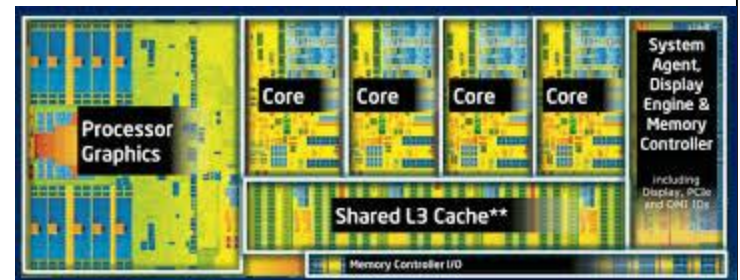 Processor
Graphics
Core
Core
Core
Core
System
Agent,
Display
Engine &
Memory
Controller
including
Display, PCIe
and DMI IOs
Shared L3 Cache**
Memory Controller I/O